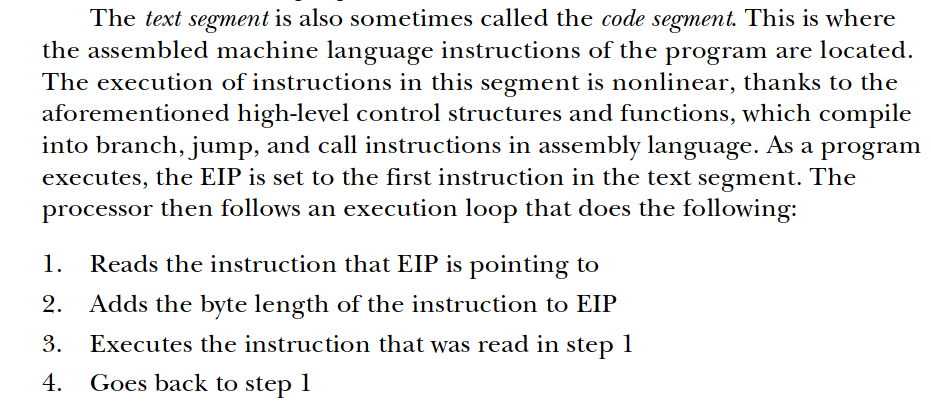 The text segment is also sometimes called the code segment. This is where
the assembled machine language instructions of the program are located.
The execution of instructions in this segment is nonlinear, thanks to the
aforementioned high-level control structures and functions, which compile
into branch, jump, and call instructions in assembly language. As a program
executes, the EIP is set to the first instruction in the text segment. The
processor then follows an execution loop that does the following:
1. Reads the instruction that EIP is pointing to
2. Adds the byte length of the instruction to EIP
3. Executes the instruction that was read in step 1
4. Goes back to step 1